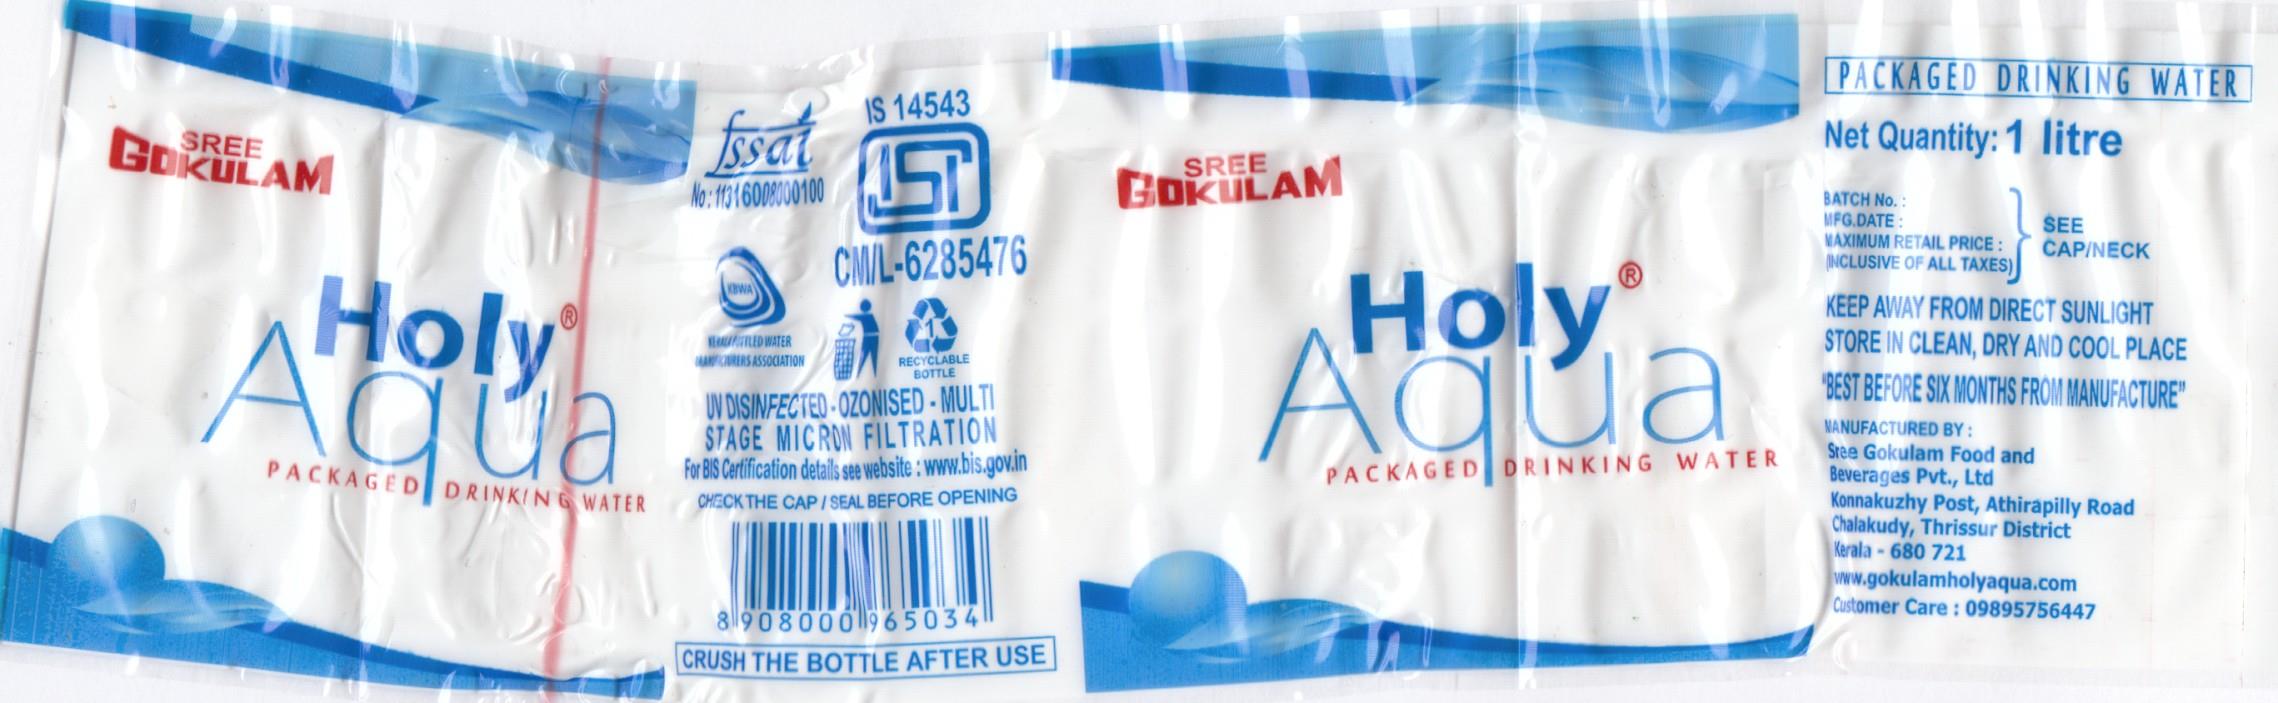 SREE
GOKULAM
Holy®
Aqua
PACKAGED DRINKING WATER
fssai
No : 11316008000100
IS 14543
ISI
CM/L-6285476
KBWA
KERALA BOTTLED WATER
MANUFACTURERS ASSOCIATION
1
RECYCLABLE
BOTTLE
UV DISINFECTED - OZONISED - MULTI
STAGE MICRON FILTRATION
For BIS Certification details see website : www.bis.gov.in
CHECK THE CAP / SEAL BEFORE OPENING
8 908000 965034
CRUSH THE BOTTLE AFTER USE
SREE
GOKULAM
Holy®
Aqua
PACKAGED DRINKING WATER
PACKAGED DRINKING WATER
Net Quantity: 1 litre
BATCH No. :
MFG.DATE :
MAXIMUM RETAIL PRICE :
(INCLUSIVE OF ALL TAXES)
SEE
CAP/NECK
KEEP AWAY FROM DIRECT SUNLIGHT
STORE IN CLEAN, DRY AND COOL PLACE
"BEST BEFORE SIX MONTHS FROM MANUFACTURE"
MANUFACTURED BY :
Sree Gokulam Food and
Beverages Pvt., Ltd
Konnakuzhy Post, Athirapilly Road
Chalakudy, Thrissur District
Kerala - 680 721
www.gokulamholyaqua.com
Customer Care : 09895756447